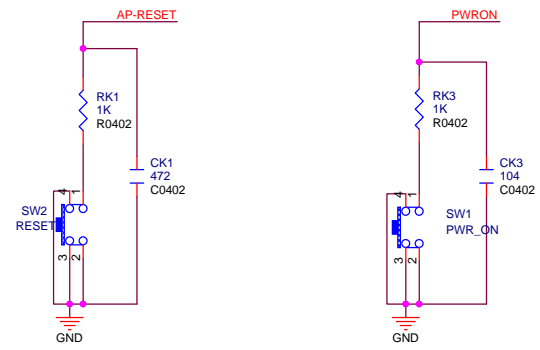 AP-RESET
RK1
1K
R0402
CK1
472
C0402
SW2
RESET
4
1
3
2
GND
PWRON
RK3
1K
R0402
CK3
104
C0402
SW1
PWR_ON
4
1
3
2
GND